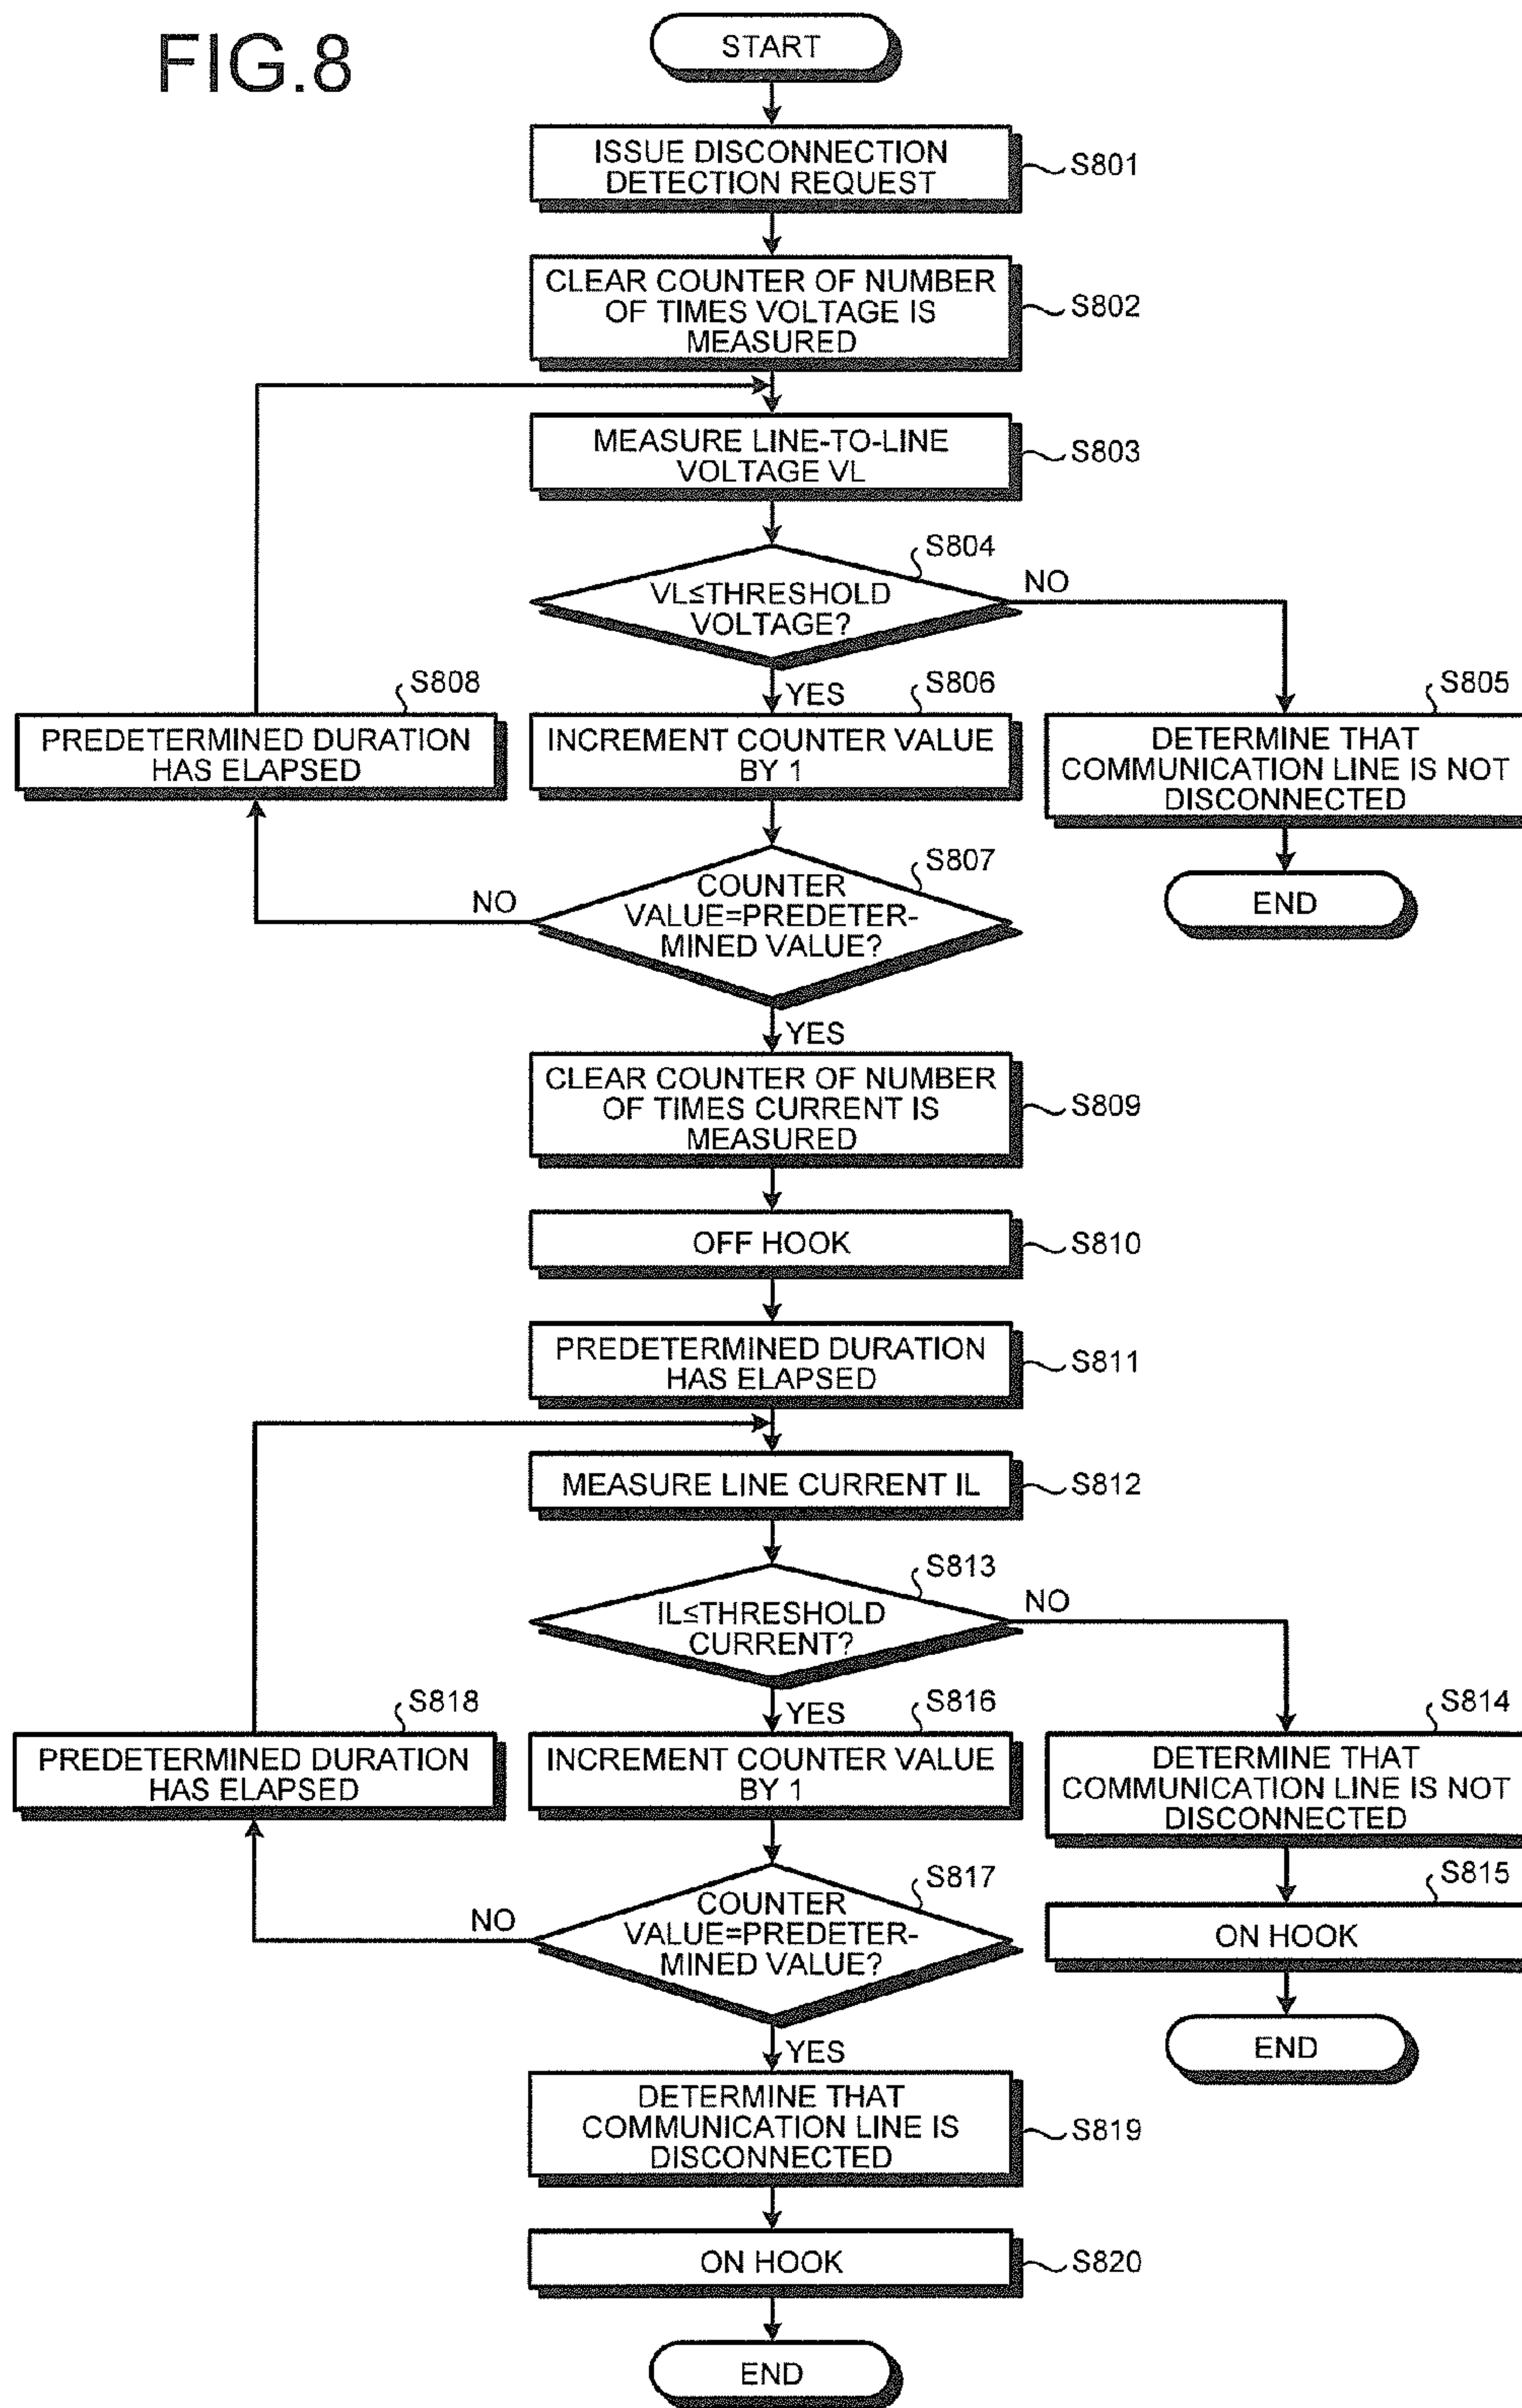 FIG.8
START
ISSUE DISCONNECTION
DETECTION REQUEST
S801
CLEAR COUNTER OF NUMBER
OF TIMES VOLTAGE IS
MEASURED
S802
MEASURE LINE-TO-LINE
VOLTAGE VL
S803
S804
VL≤THRESHOLD
VOLTAGE?
NO
YES
S808
PREDETERMINED DURATION
HAS ELAPSED
S806
INCREMENT COUNTER VALUE
BY 1
S805
DETERMINE THAT
COMMUNICATION LINE IS NOT
DISCONNECTED
END
S807
COUNTER
VALUE=PREDETER-
MINED VALUE?
NO
YES
CLEAR COUNTER OF NUMBER
OF TIMES CURRENT IS
MEASURED
S809
OFF HOOK
S810
PREDETERMINED DURATION
HAS ELAPSED
S811
MEASURE LINE CURRENT IL
S812
S813
IL≤THRESHOLD
CURRENT?
NO
YES
S818
PREDETERMINED DURATION
HAS ELAPSED
S816
INCREMENT COUNTER VALUE
BY 1
S814
DETERMINE THAT
COMMUNICATION LINE IS NOT
DISCONNECTED
S815
ON HOOK
END
S817
COUNTER
VALUE=PREDETER-
MINED VALUE?
NO
YES
DETERMINE THAT
COMMUNICATION LINE IS
DISCONNECTED
S819
ON HOOK
S820
END